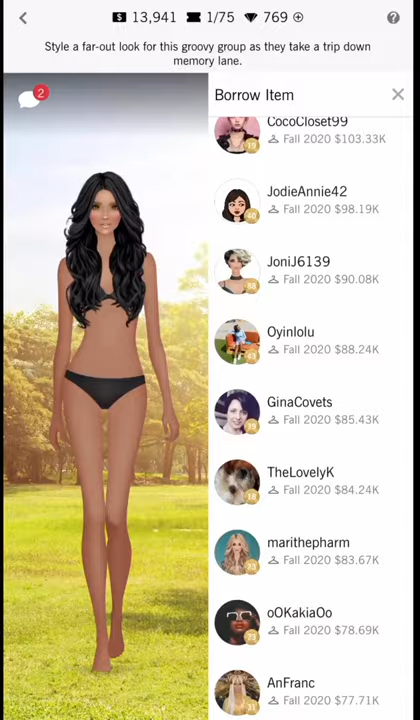 13,941
1/75
769
Style a far-out look for this groovy group as they take a trip down
memory lane.
2
Borrow Item
CocoCloset99
19
Fall 2020 $103.33K
JodieAnnie42
Fall 2020 $98.19K
JoniJ6139
88
Fall 2020 $90.08K
Fall 2020 $88.24K
GinaCovets
Fall 2020 $85.43K
TheLovelyK
18
Fall 2020 $84.24K
marithepharm
Fall 2020 $83.67K
oOKakiaOo
Fall 2020 $78.69K
AnFranc
Fall 2020 $77.71K